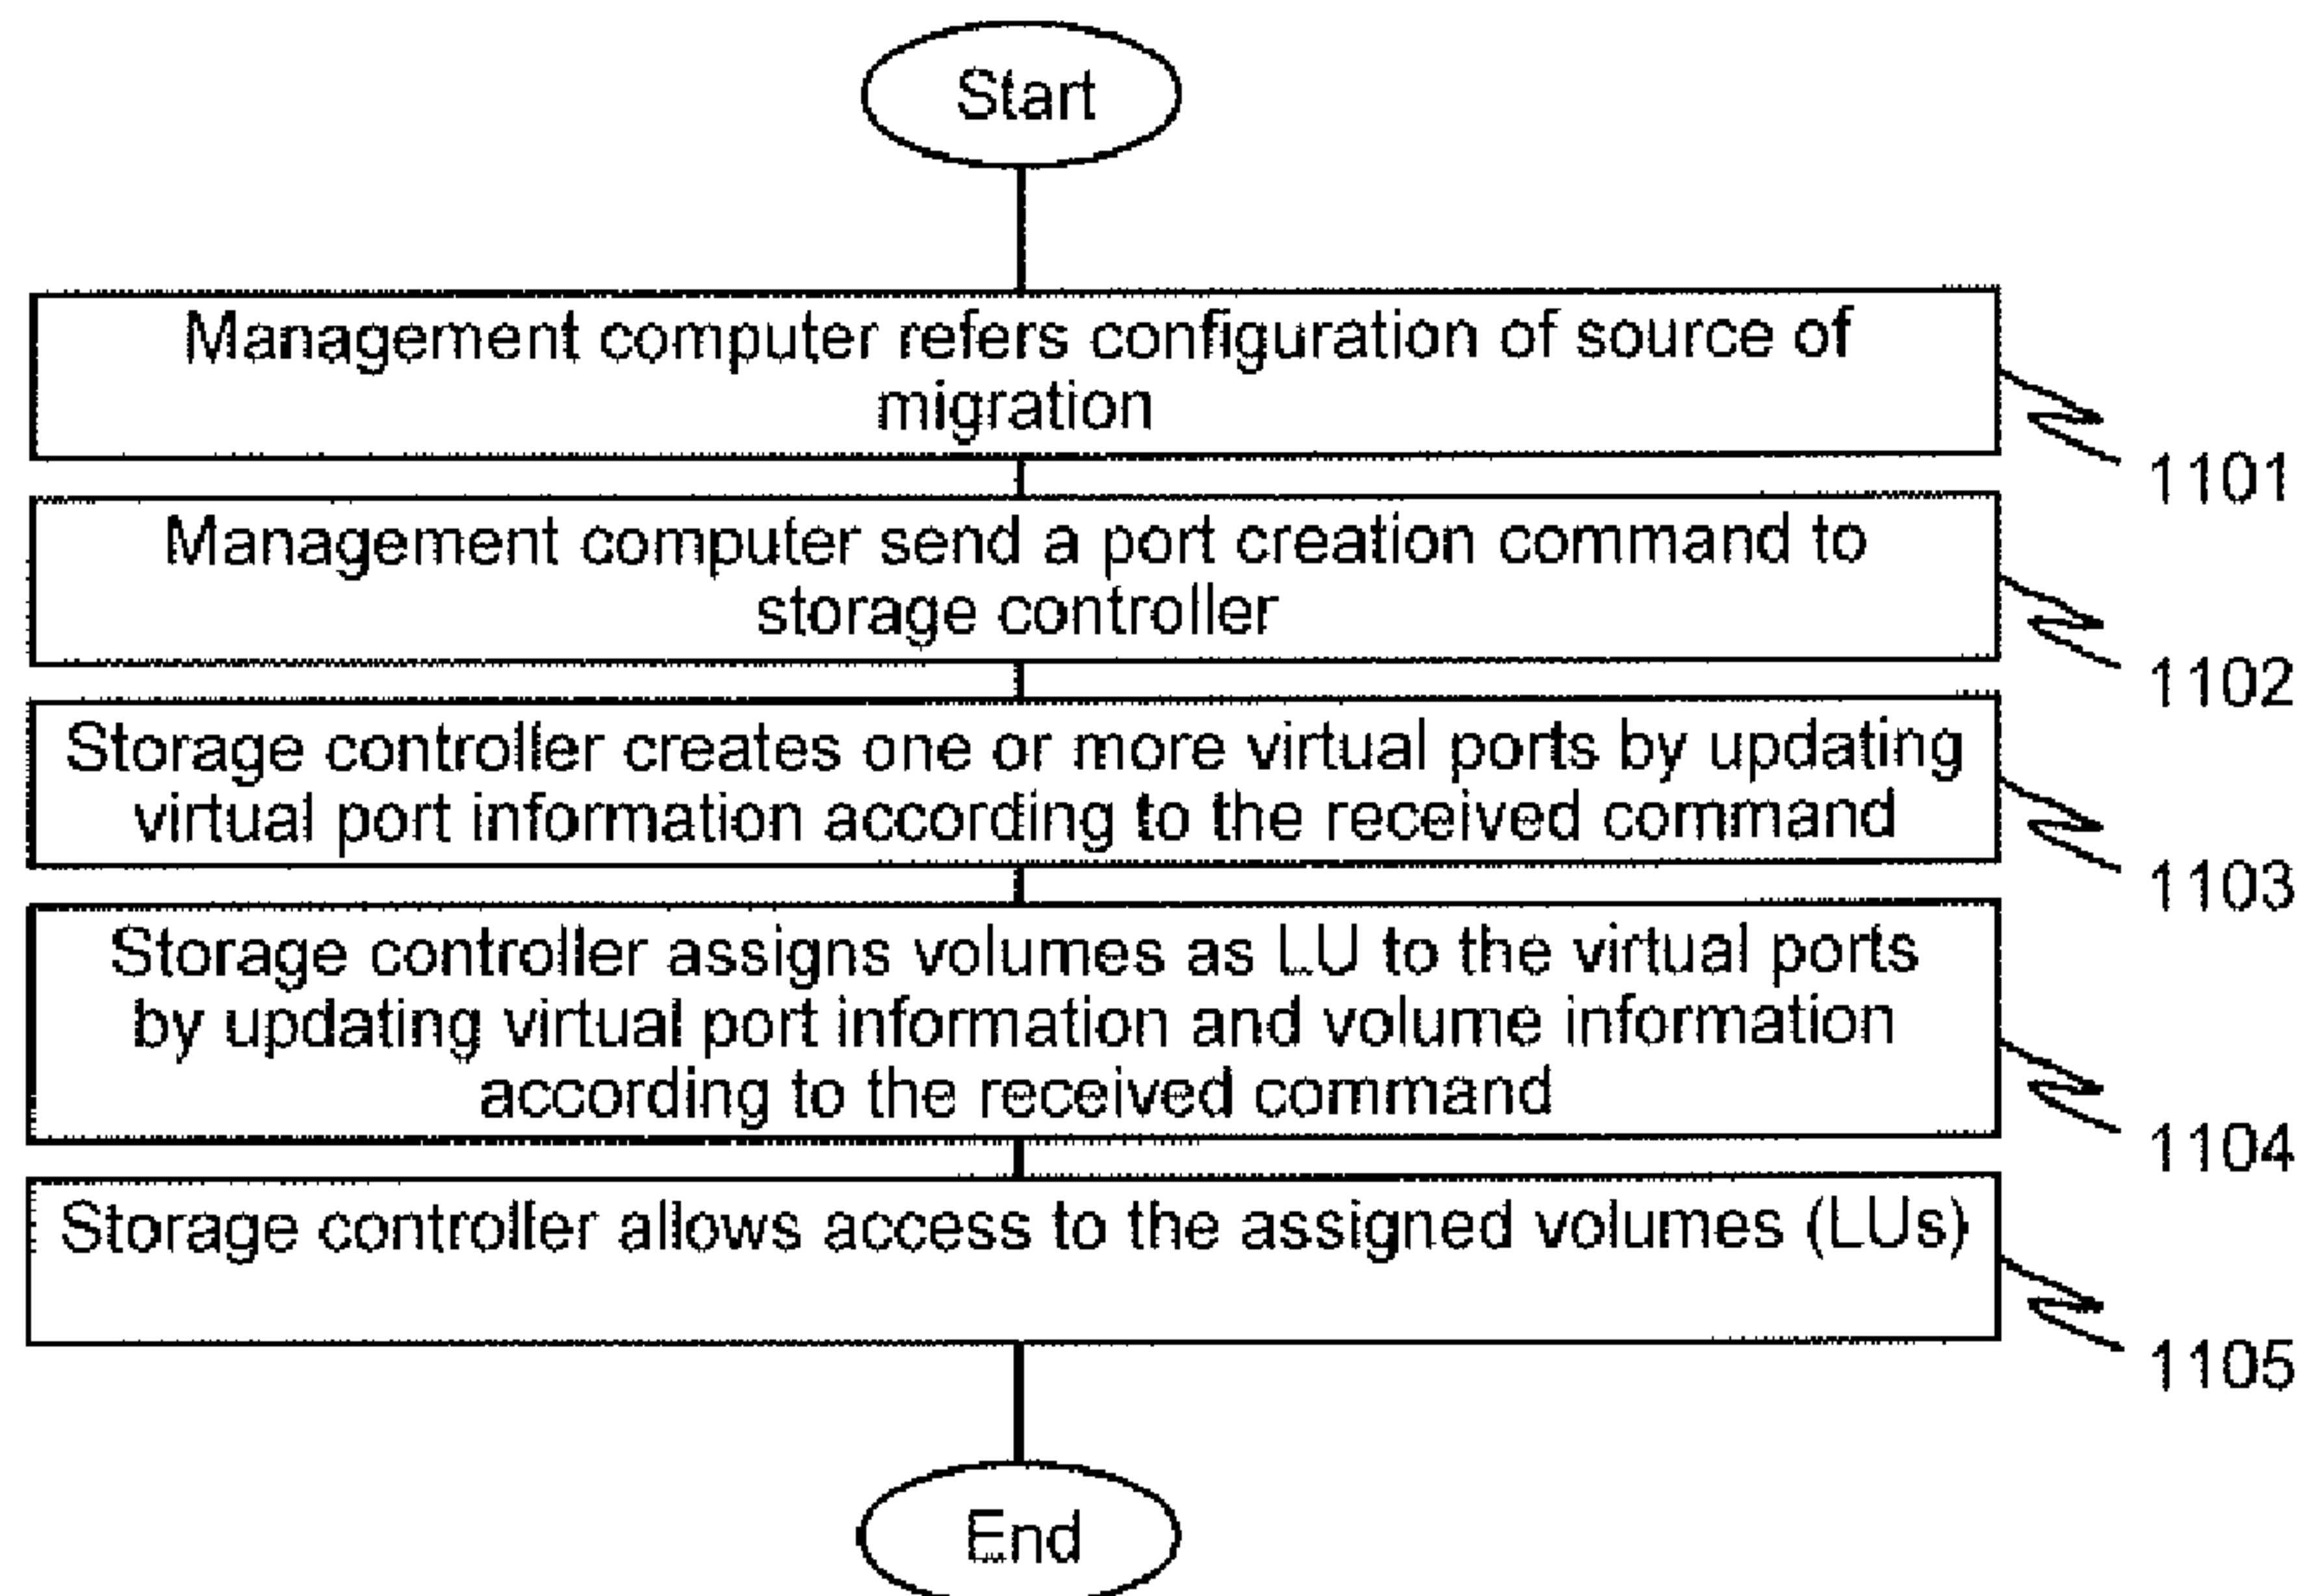 Start
Management computer refers configuration of source of
migration
1101
Management computer send a port creation command to
storage controller
1102
Storage controller creates one or more virtual ports by updating
virtual port information according to the received command
1103
Storage controller assigns volumes as LU to the virtual ports
by updating virtual port information and volume information
according to the received command
1104
Storage controller allows access to the assigned volumes (LUs)
1105
End